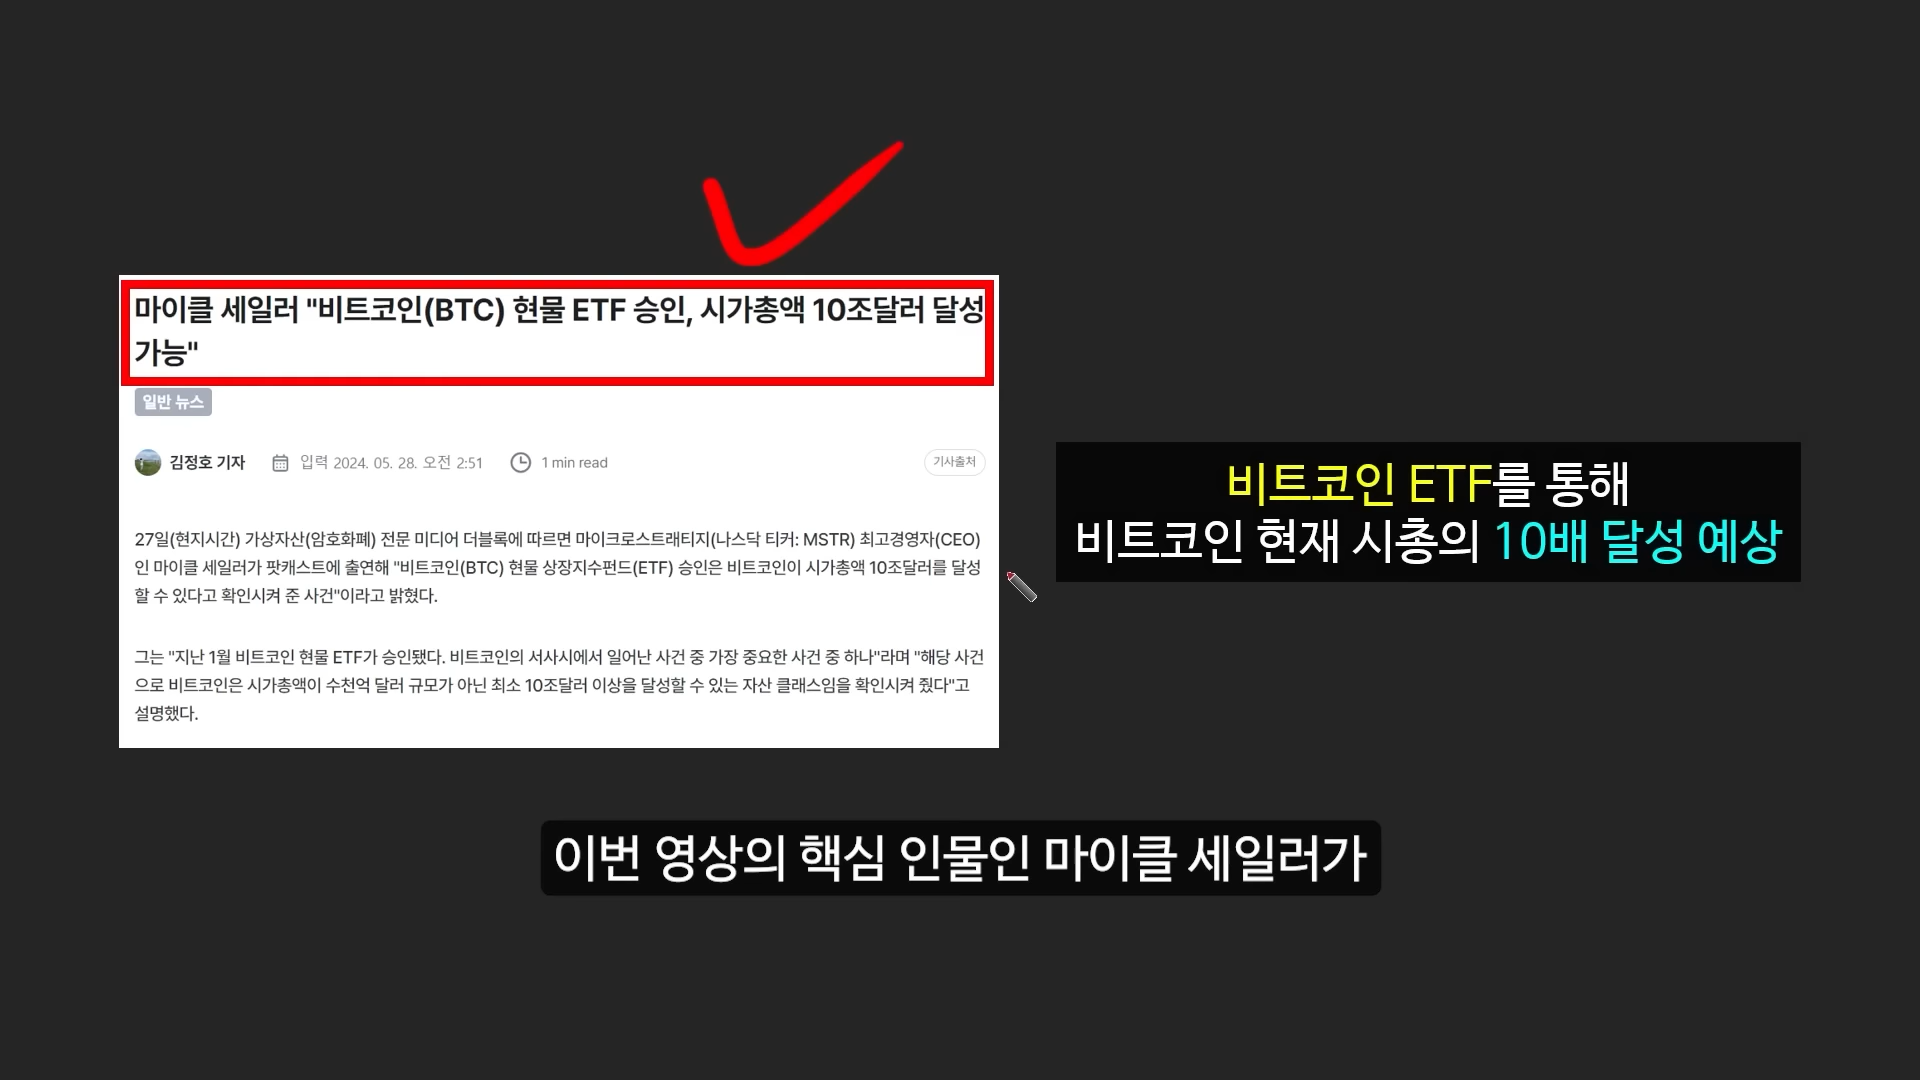 마이클 세일러 "비트코인(BTC) 현물 ETF 승인, 시가총액 10조달러 달성
가능"
일반 뉴스
김정호 기자 입력 2024. 05. 28. 오전 2:51 1 min read 기사출처
27일(현지시간) 가상자산(암호화폐) 전문 미디어 더블록에 따르면 마이크로스트래티지(나스닥 티커: MSTR) 최고경영자(CEO)
인 마이클 세일러가 팟캐스트에 출연해 "비트코인(BTC) 현물 상장지수펀드(ETF) 승인은 비트코인이 시가총액 10조달러를 달성
할 수 있다고 확인시켜 준 사건"이라고 밝혔다.
그는 "지난 1월 비트코인 현물 ETF가 승인됐다. 비트코인의 서사시에서 일어난 사건 중 가장 중요한 사건 중 하나"라며 "해당 사건
으로 비트코인은 시가총액이 수천억 달러 규모가 아닌 최소 10조달러 이상을 달성할 수 있는 자산 클래스임을 확인시켜 줬다"고
설명했다.
비트코인 ETF를 통해
비트코인 현재 시총의 10배 달성 예상
이번 영상의 핵심 인물인 마이클 세일러가